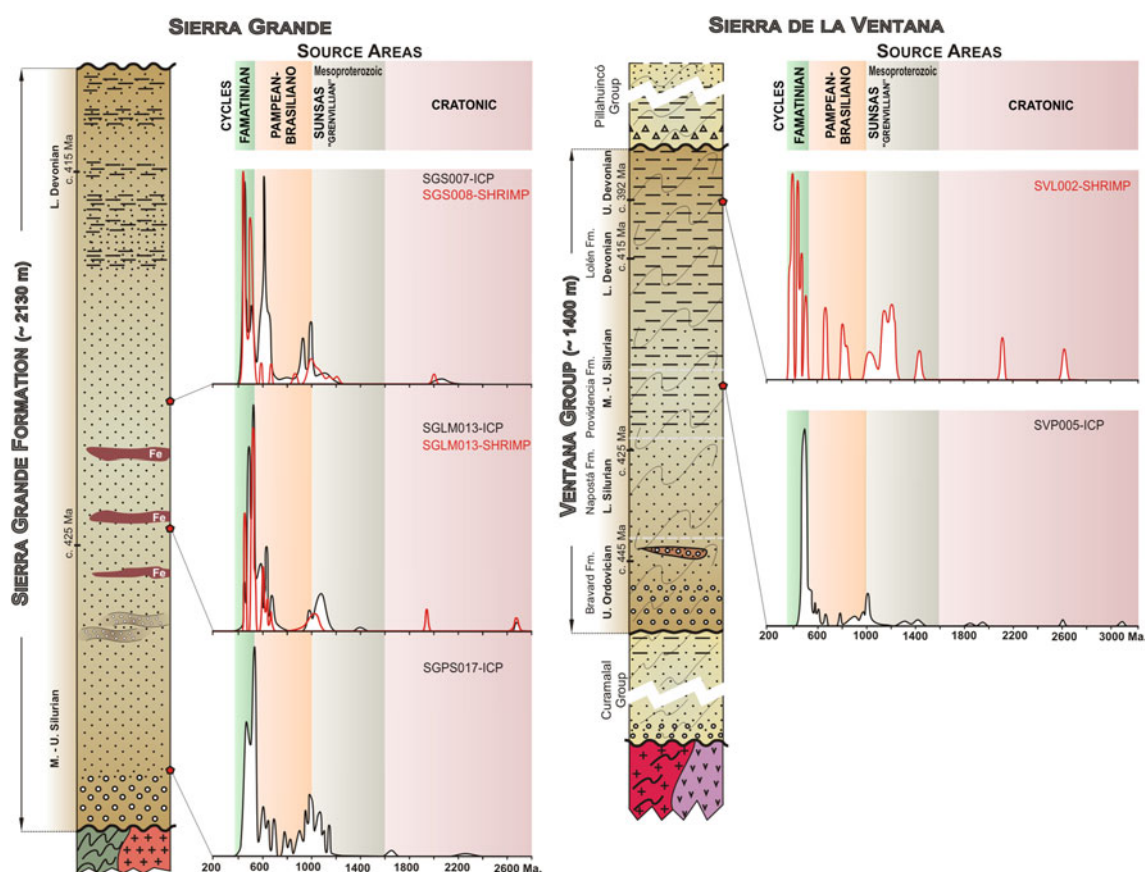 SIERRA GRANDE
SOURCE AREAS
CYCLES
FAMATINIAN
PAMPEAN-
BRASILIANO
SUNSAS
"GRENVILLIAN"
Mesoproterozoic
CRATONIC
SIERRA GRANDE FORMATION (~ 2130 m)
L. Devonian
c. 415 Ma
c. 425 Ma
M. - U. Silurian
Fe
Fe
Fe
SGS007-ICP
SGS008-SHRIMP
SGLM013-ICP
SGLM013-SHRIMP
SGPS017-ICP
200 600 1000 1400 1800 2200 2600 Ma.
SIERRA DE LA VENTANA
SOURCE AREAS
CYCLES
FAMATINIAN
PAMPEAN-
BRASILIANO
SUNSAS
"GRENVILLIAN"
Mesoproterozoic
CRATONIC
Pillahuincó
Group
VENTANA GROUP (~ 1400 m)
Lolén Fm.
Providencia Fm.
Napostá Fm.
Bravard Fm.
U. Devonian
L. Devonian
M. - U. Silurian
L. Silurian
U. Ordovician
c. 392 Ma
c. 415 Ma
c. 425 Ma
c. 445 Ma
Curamalal
Group
SVL002-SHRIMP
SVP005-ICP
200 600 1000 1400 1800 2200 2600 3000 Ma.